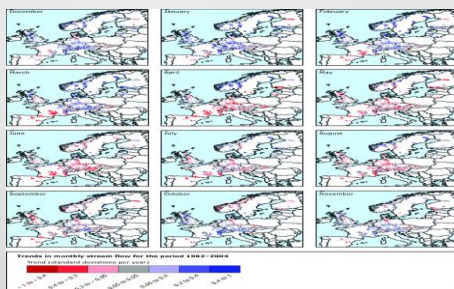 December January February
March April May
June July August
September October November
Trends in monthly stream flow for the period 1962–2004
Trend (standard deviations per year)